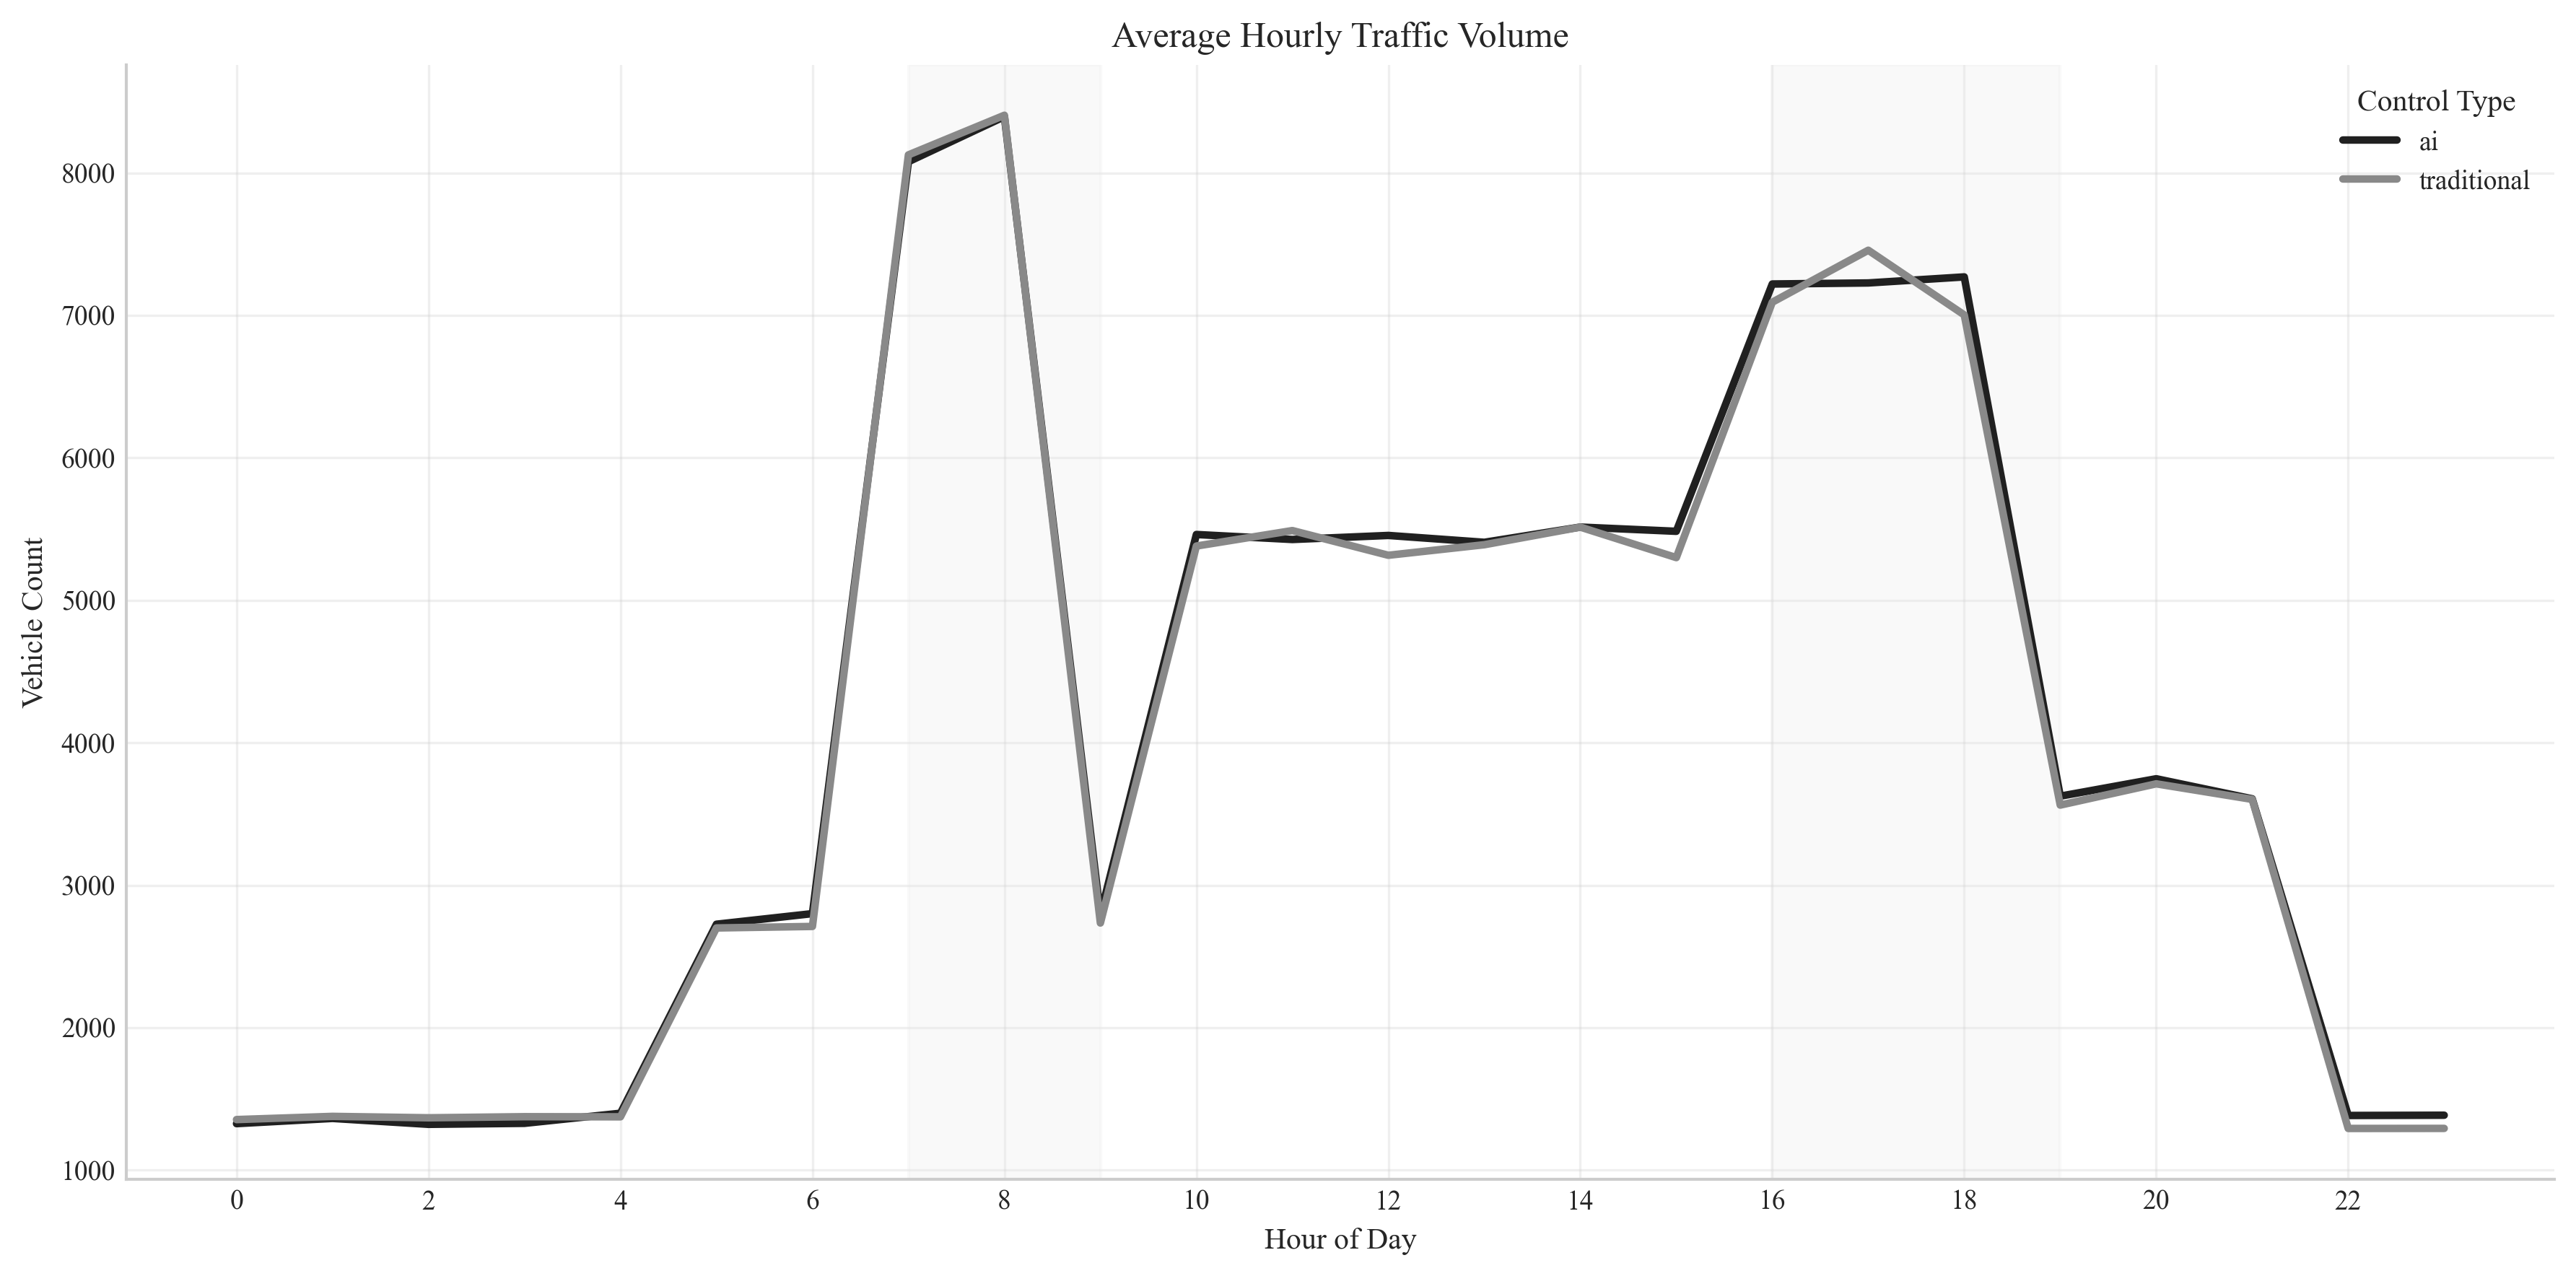 Average Hourly Traffic Volume
Control Type
ai
traditional
Vehicle Count
8000
7000
6000
5000
4000
3000
2000
1000
0 2 4 6 8 10 12 14 16 18 20 22
Hour of Day